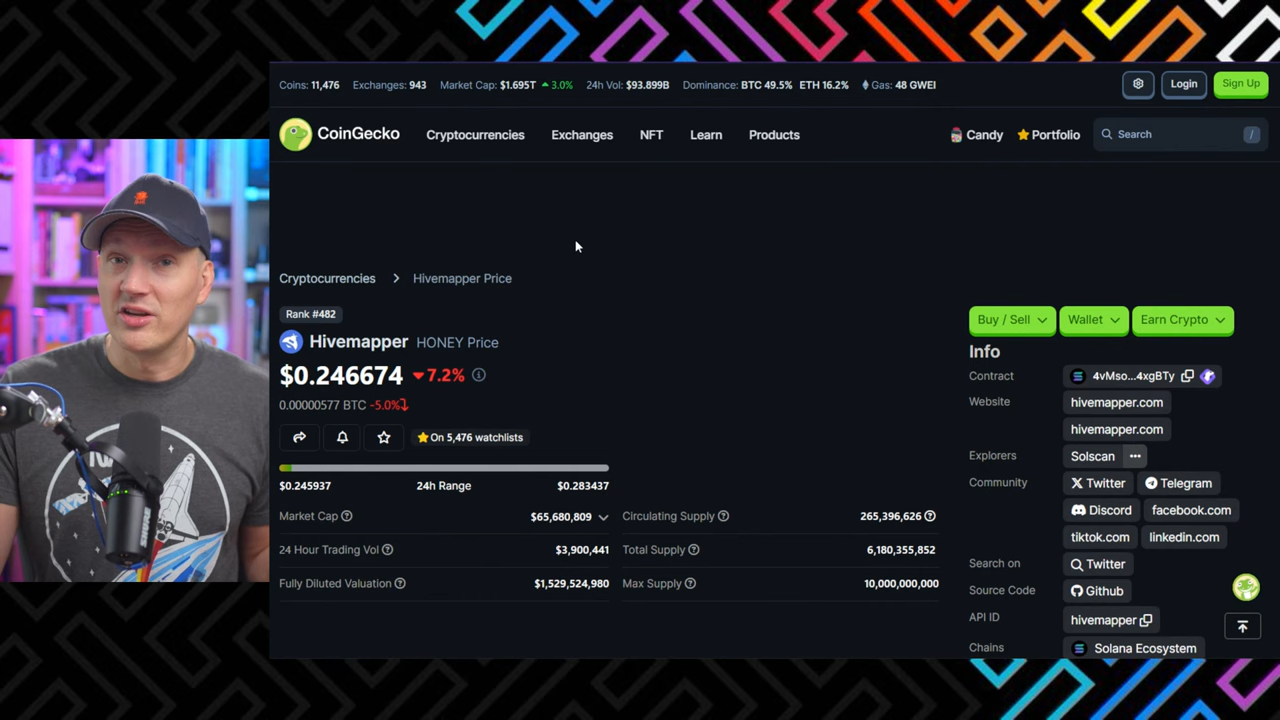 Coins: 11,476 Exchanges: 943 Market Cap: $1.695T 3.0% 24h Vol: $93.899B Dominance: BTC 49.5% ETH 16.2% Gas: 48 GWEI
Login
Sign Up
CoinGecko Cryptocurrencies Exchanges NFT Learn Products Candy Portfolio Search /
Cryptocurrencies > Hivemapper Price
Rank #482
Hivemapper HONEY Price
$0.246674 7.2%
0.00000577 BTC -5.0%
On 5,476 watchlists
$0.245937 24h Range $0.283437
Market Cap $65,680,809
Circulating Supply 265,396,626
24 Hour Trading Vol $3,900,441
Total Supply 6,180,355,852
Fully Diluted Valuation $1,529,524,980
Max Supply 10,000,000,000
Buy / Sell Wallet Earn Crypto
Info
Contract 4vMso...4xgBTy
Website hivemapper.com
hivemapper.com
Explorers Solscan ...
Community Twitter Telegram
Discord facebook.com
tiktok.com linkedin.com
Search on Twitter
Source Code Github
API ID hivemapper
Chains Solana Ecosystem
SHURE